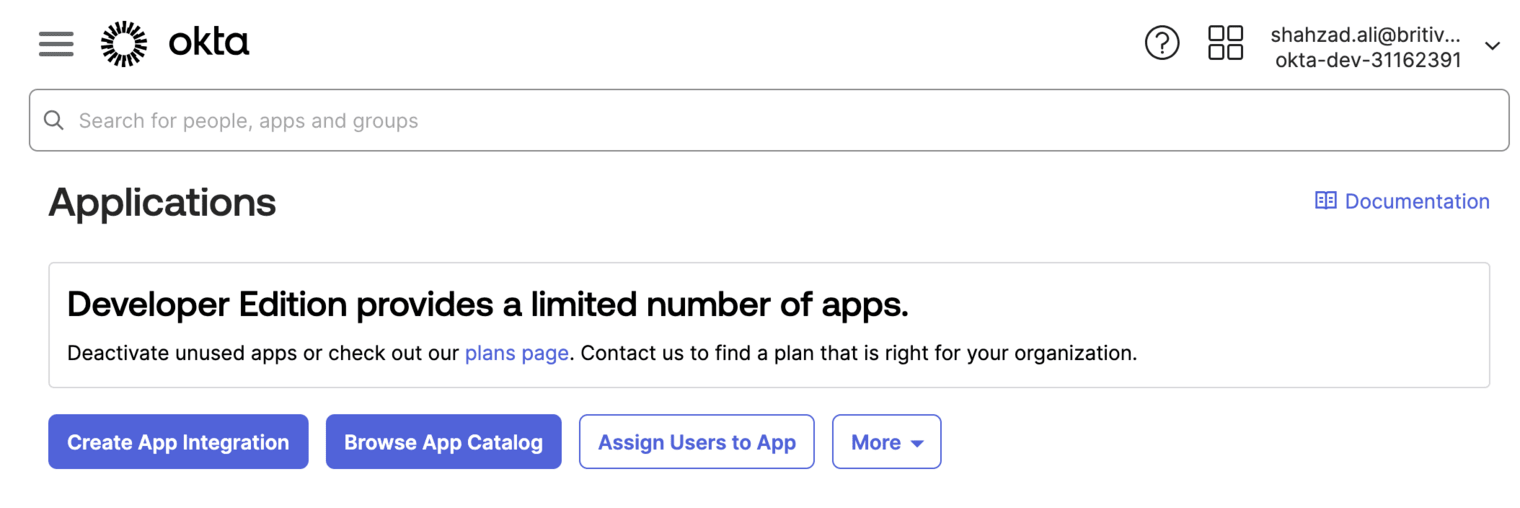 okta
shahzad.ali@britiv...
okta-dev-31162391
Search for people, apps and groups
Applications
Documentation
Developer Edition provides a limited number of apps.
Deactivate unused apps or check out our plans page. Contact us to find a plan that is right for your organization.
Create App Integration
Browse App Catalog
Assign Users to App
More